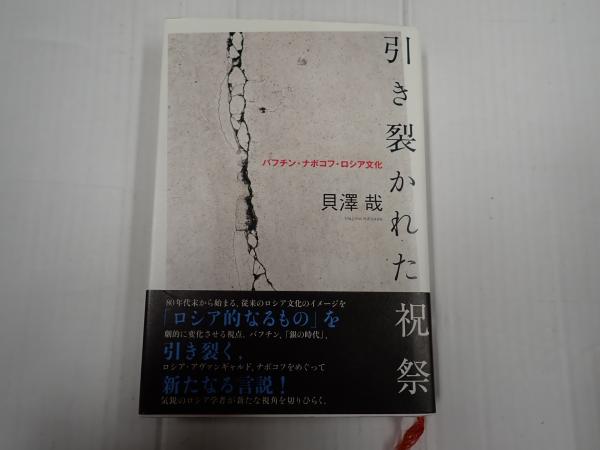 引き裂かれた祝祭
バフチン・ナボコフ・ロシア文化
貝澤 哉
80年代末から始まる、従来のロシア文化のイメージを
「ロシア的なるもの」を
劇的に変化させる視点。バフチン、「銀の時代」、
引き裂く、
ロシア・アヴァンギャルド、ナボコフをめぐって
新たなる言説!
気鋭のロシア学者が新たな視角を切りひらく。